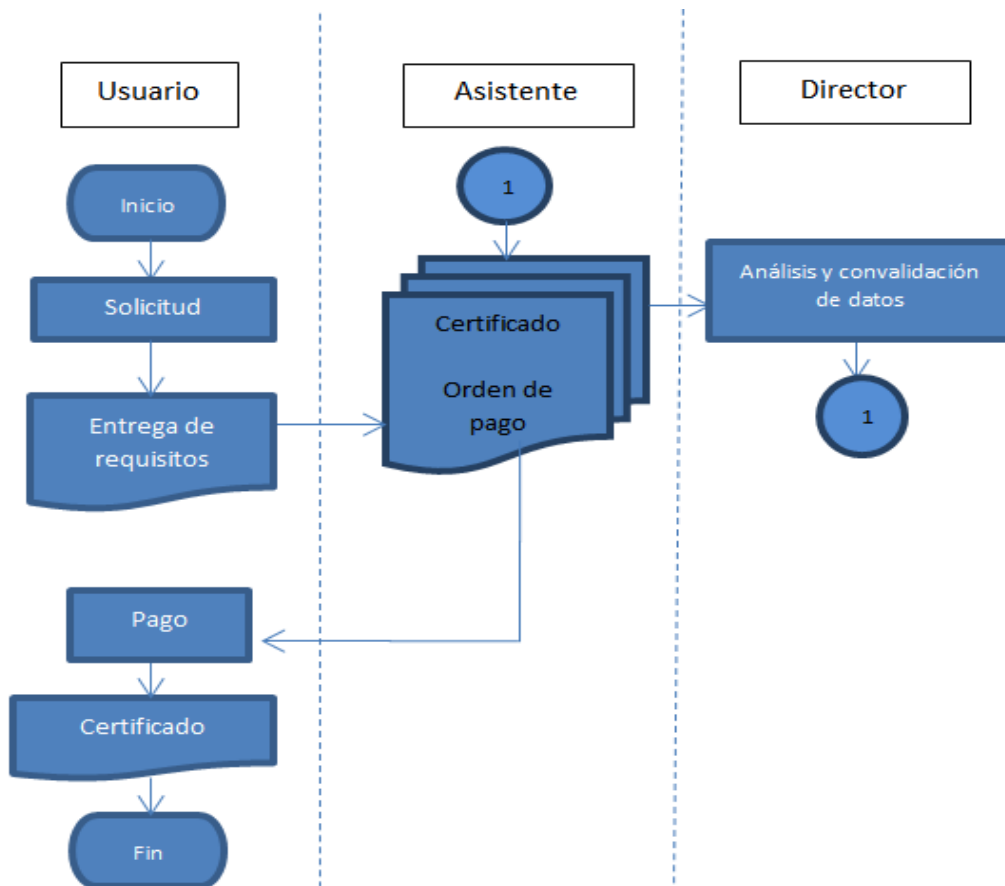 Usuario
Asistente
Director
Inicio
1
Solicitud
Análisis y convalidación
de datos
Certificado
Orden de
pago
Entrega de
requisitos
1
Pago
Certificado
Fin